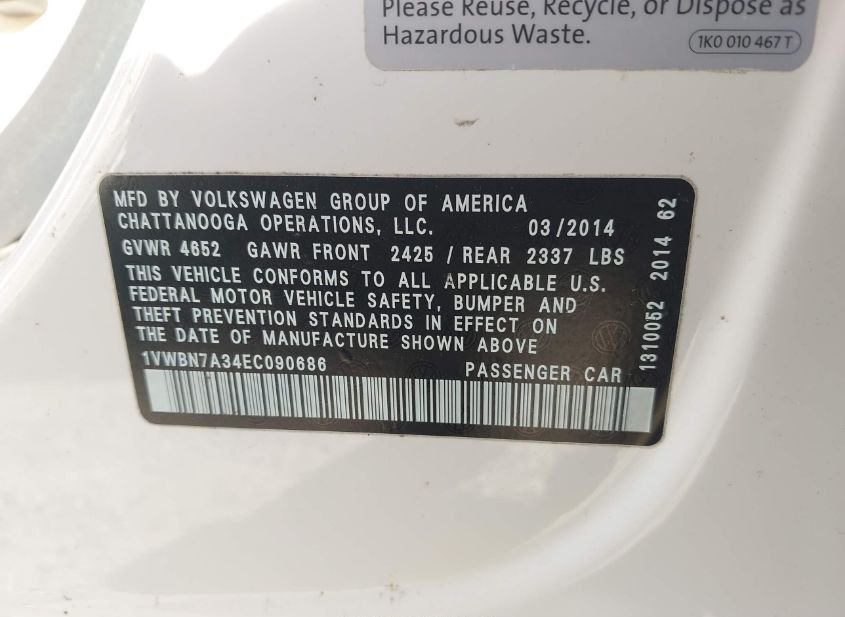 Please Reuse, Recycle, or Dispose as
Hazardous Waste.
1K0 010 467 T
MFD BY VOLKSWAGEN GROUP OF AMERICA
CHATTANOOGA OPERATIONS, LLC. 03/2014
GVWR 4652 GAWR FRONT 2425 / REAR 2337 LBS
THIS VEHICLE CONFORMS TO ALL APPLICABLE U.S.
FEDERAL MOTOR VEHICLE SAFETY, BUMPER AND
THEFT PREVENTION STANDARDS IN EFFECT ON
THE DATE OF MANUFACTURE SHOWN ABOVE
1VWBN7A34EC090686 PASSENGER CAR
1310052 2014 62